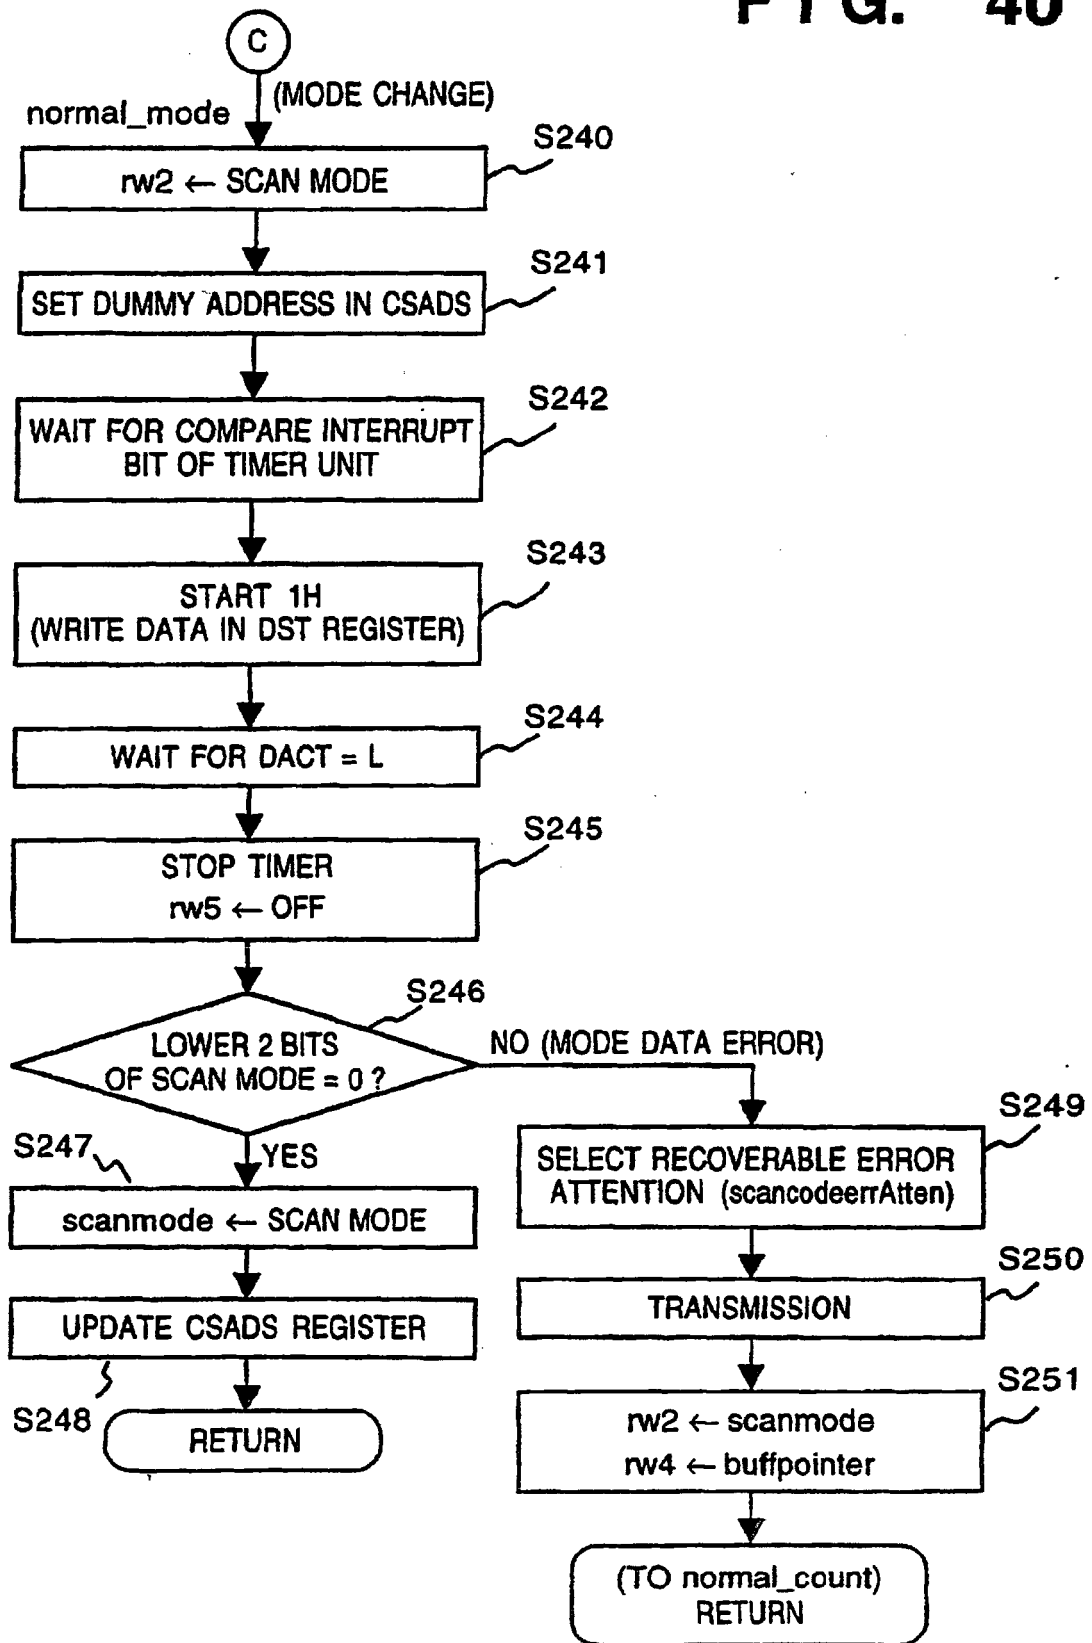 FIG. 40
C
(MODE CHANGE)
normal_mode
S240
rw2 ← SCAN MODE
S241
SET DUMMY ADDRESS IN CSADS
S242
WAIT FOR COMPARE INTERRUPT
BIT OF TIMER UNIT
S243
START 1H
(WRITE DATA IN DST REGISTER)
S244
WAIT FOR DACT = L
S245
STOP TIMER
rw5 ← OFF
S246
LOWER 2 BITS
OF SCAN MODE = 0 ?
NO (MODE DATA ERROR)
YES
S247
scanmode ← SCAN MODE
UPDATE CSADS REGISTER
S248
RETURN
S249
SELECT RECOVERABLE ERROR
ATTENTION (scancodeerrAtten)
S250
TRANSMISSION
S251
rw2 ← scanmode
rw4 ← buffpointer
(TO normal_count)
RETURN